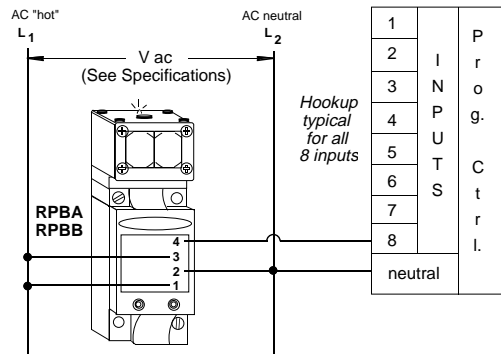 AC "hot"
L1
AC neutral
L2
V ac
(See Specifications)
Hookup
typical
for all
8 inputs
RPBA
RPBB
4
3
2
1
1
2
3
4
5
6
7
8
neutral
INPUTS
Prog. Ctrl.